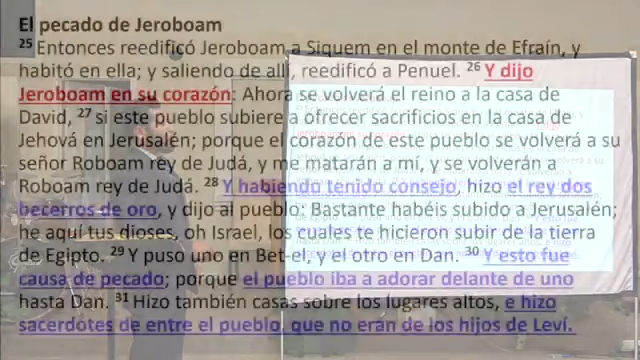 El pecado de Jeroboam
25 Entonces reedificó Jeroboam a Siquem en el monte de Efraín, y
habitó en ella; y saliendo de allí, reedificó a Penuel. 26 Y dijo
Jeroboam en su corazón: Ahora se volverá el reino a la casa de
David, 27 si este pueblo subiere a ofrecer sacrificios en la casa de
Jehová en Jerusalén; porque el corazón de este pueblo se volverá a su
señor Roboam rey de Judá, y me matarán a mí, y se volverán a
Roboam rey de Judá. 28 Y habiendo tenido consejo, hizo el rey dos
becerros de oro, y dijo al pueblo: Bastante habéis subido a Jerusalén;
he aquí tus dioses, oh Israel, los cuales te hicieron subir de la tierra
de Egipto. 29 Y puso uno en Bet-el, y el otro en Dan. 30 Y esto fue
causa de pecado; porque el pueblo iba a adorar delante de uno
hasta Dan. 31 Hizo también casas sobre los lugares altos, e hizo
sacerdotes de entre el pueblo, que no eran de los hijos de Leví.